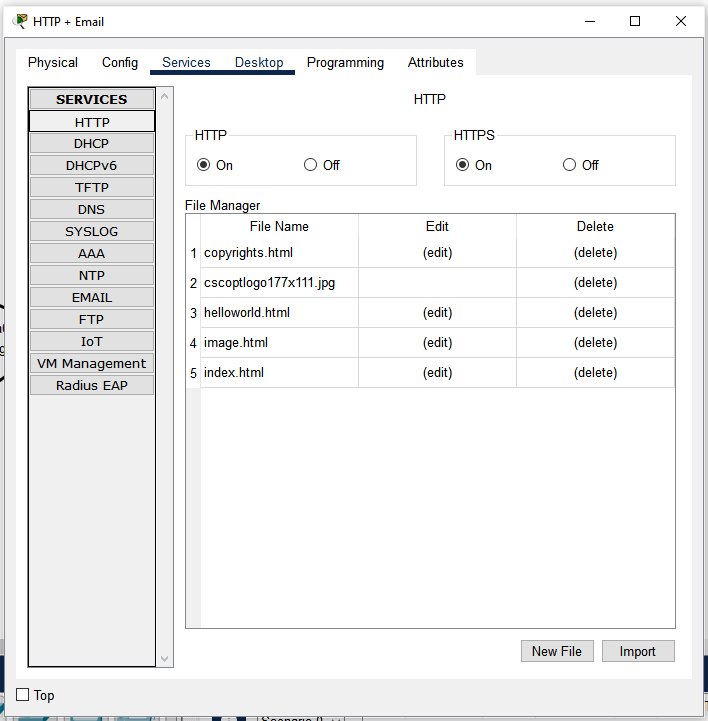 HTTP + Email
Physical Config Services Desktop Programming Attributes
SERVICES
HTTP
DHCP
DHCPv6
TFTP
DNS
SYSLOG
AAA
NTP
EMAIL
FTP
IoT
VM Management
Radius EAP
HTTP
HTTP
On Off
HTTPS
On Off
File Manager
File Name Edit Delete
1 copyrights.html (edit) (delete)
2 cscoptlogo177x111.jpg (delete)
3 helloworld.html (edit) (delete)
4 image.html (edit) (delete)
5 index.html (edit) (delete)
New File Import
Top
Scenario 0